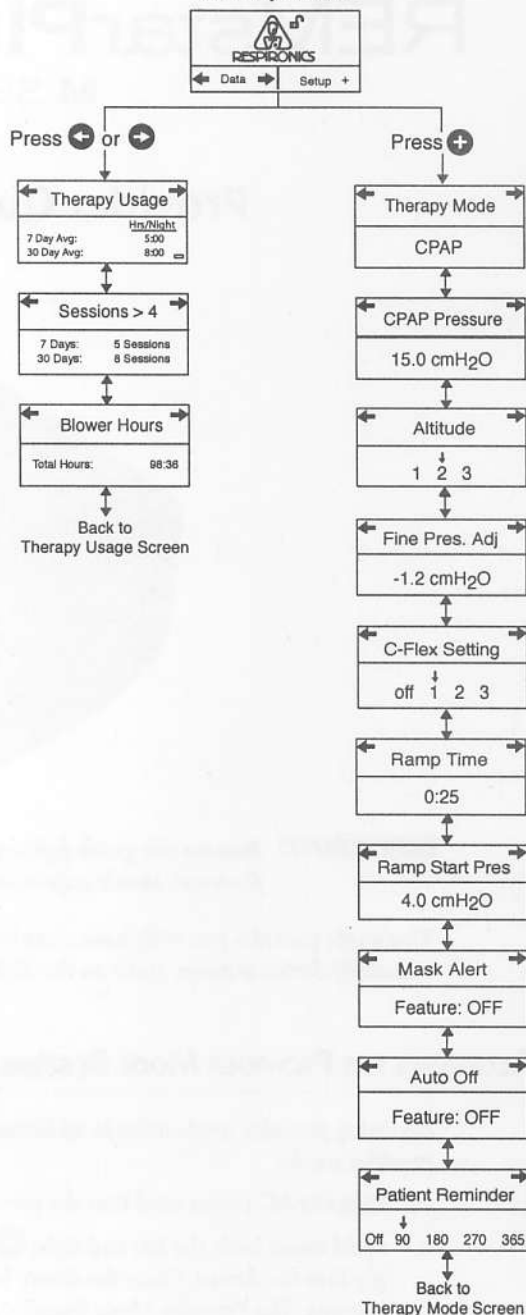 RESPIRONICS
Data
Setup +
Press or
Press
Therapy Usage
Hrs/Night
7 Day Avg: 5:00
30 Day Avg: 8:00
Sessions > 4
7 Days: 5 Sessions
30 Days: 8 Sessions
Blower Hours
Total Hours: 98:36
Back to
Therapy Usage Screen
Therapy Mode
CPAP
CPAP Pressure
15.0 cmH2O
Altitude
1 2 3
Fine Pres. Adj
-1.2 cmH2O
C-Flex Setting
off 1 2 3
Ramp Time
0:25
Ramp Start Pres
4.0 cmH2O
Mask Alert
Feature: OFF
Auto Off
Feature: OFF
Patient Reminder
Off 90 180 270 365
Back to
Therapy Mode Screen